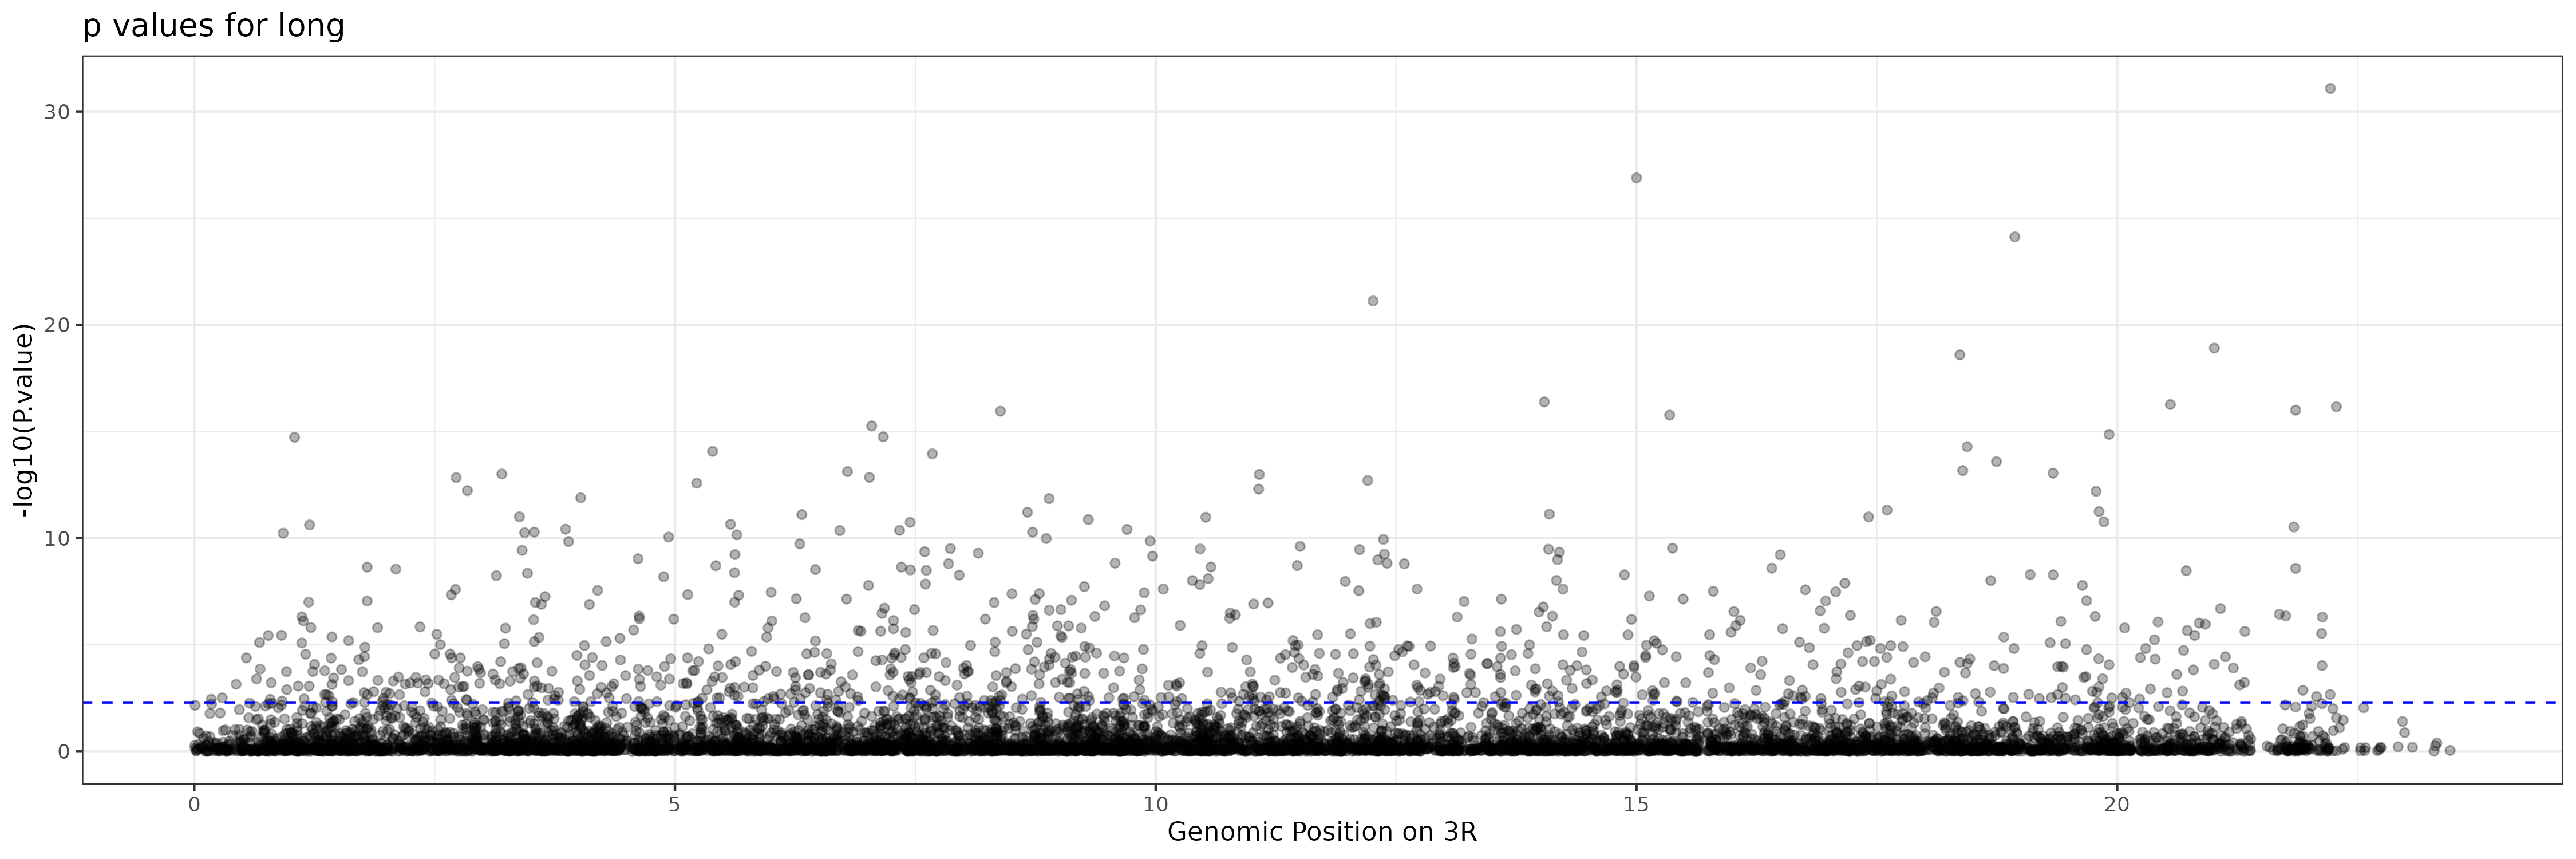 p values for long
-log10(P.value)
30
20
10
0
0 5 10 15 20
Genomic Position on 3R